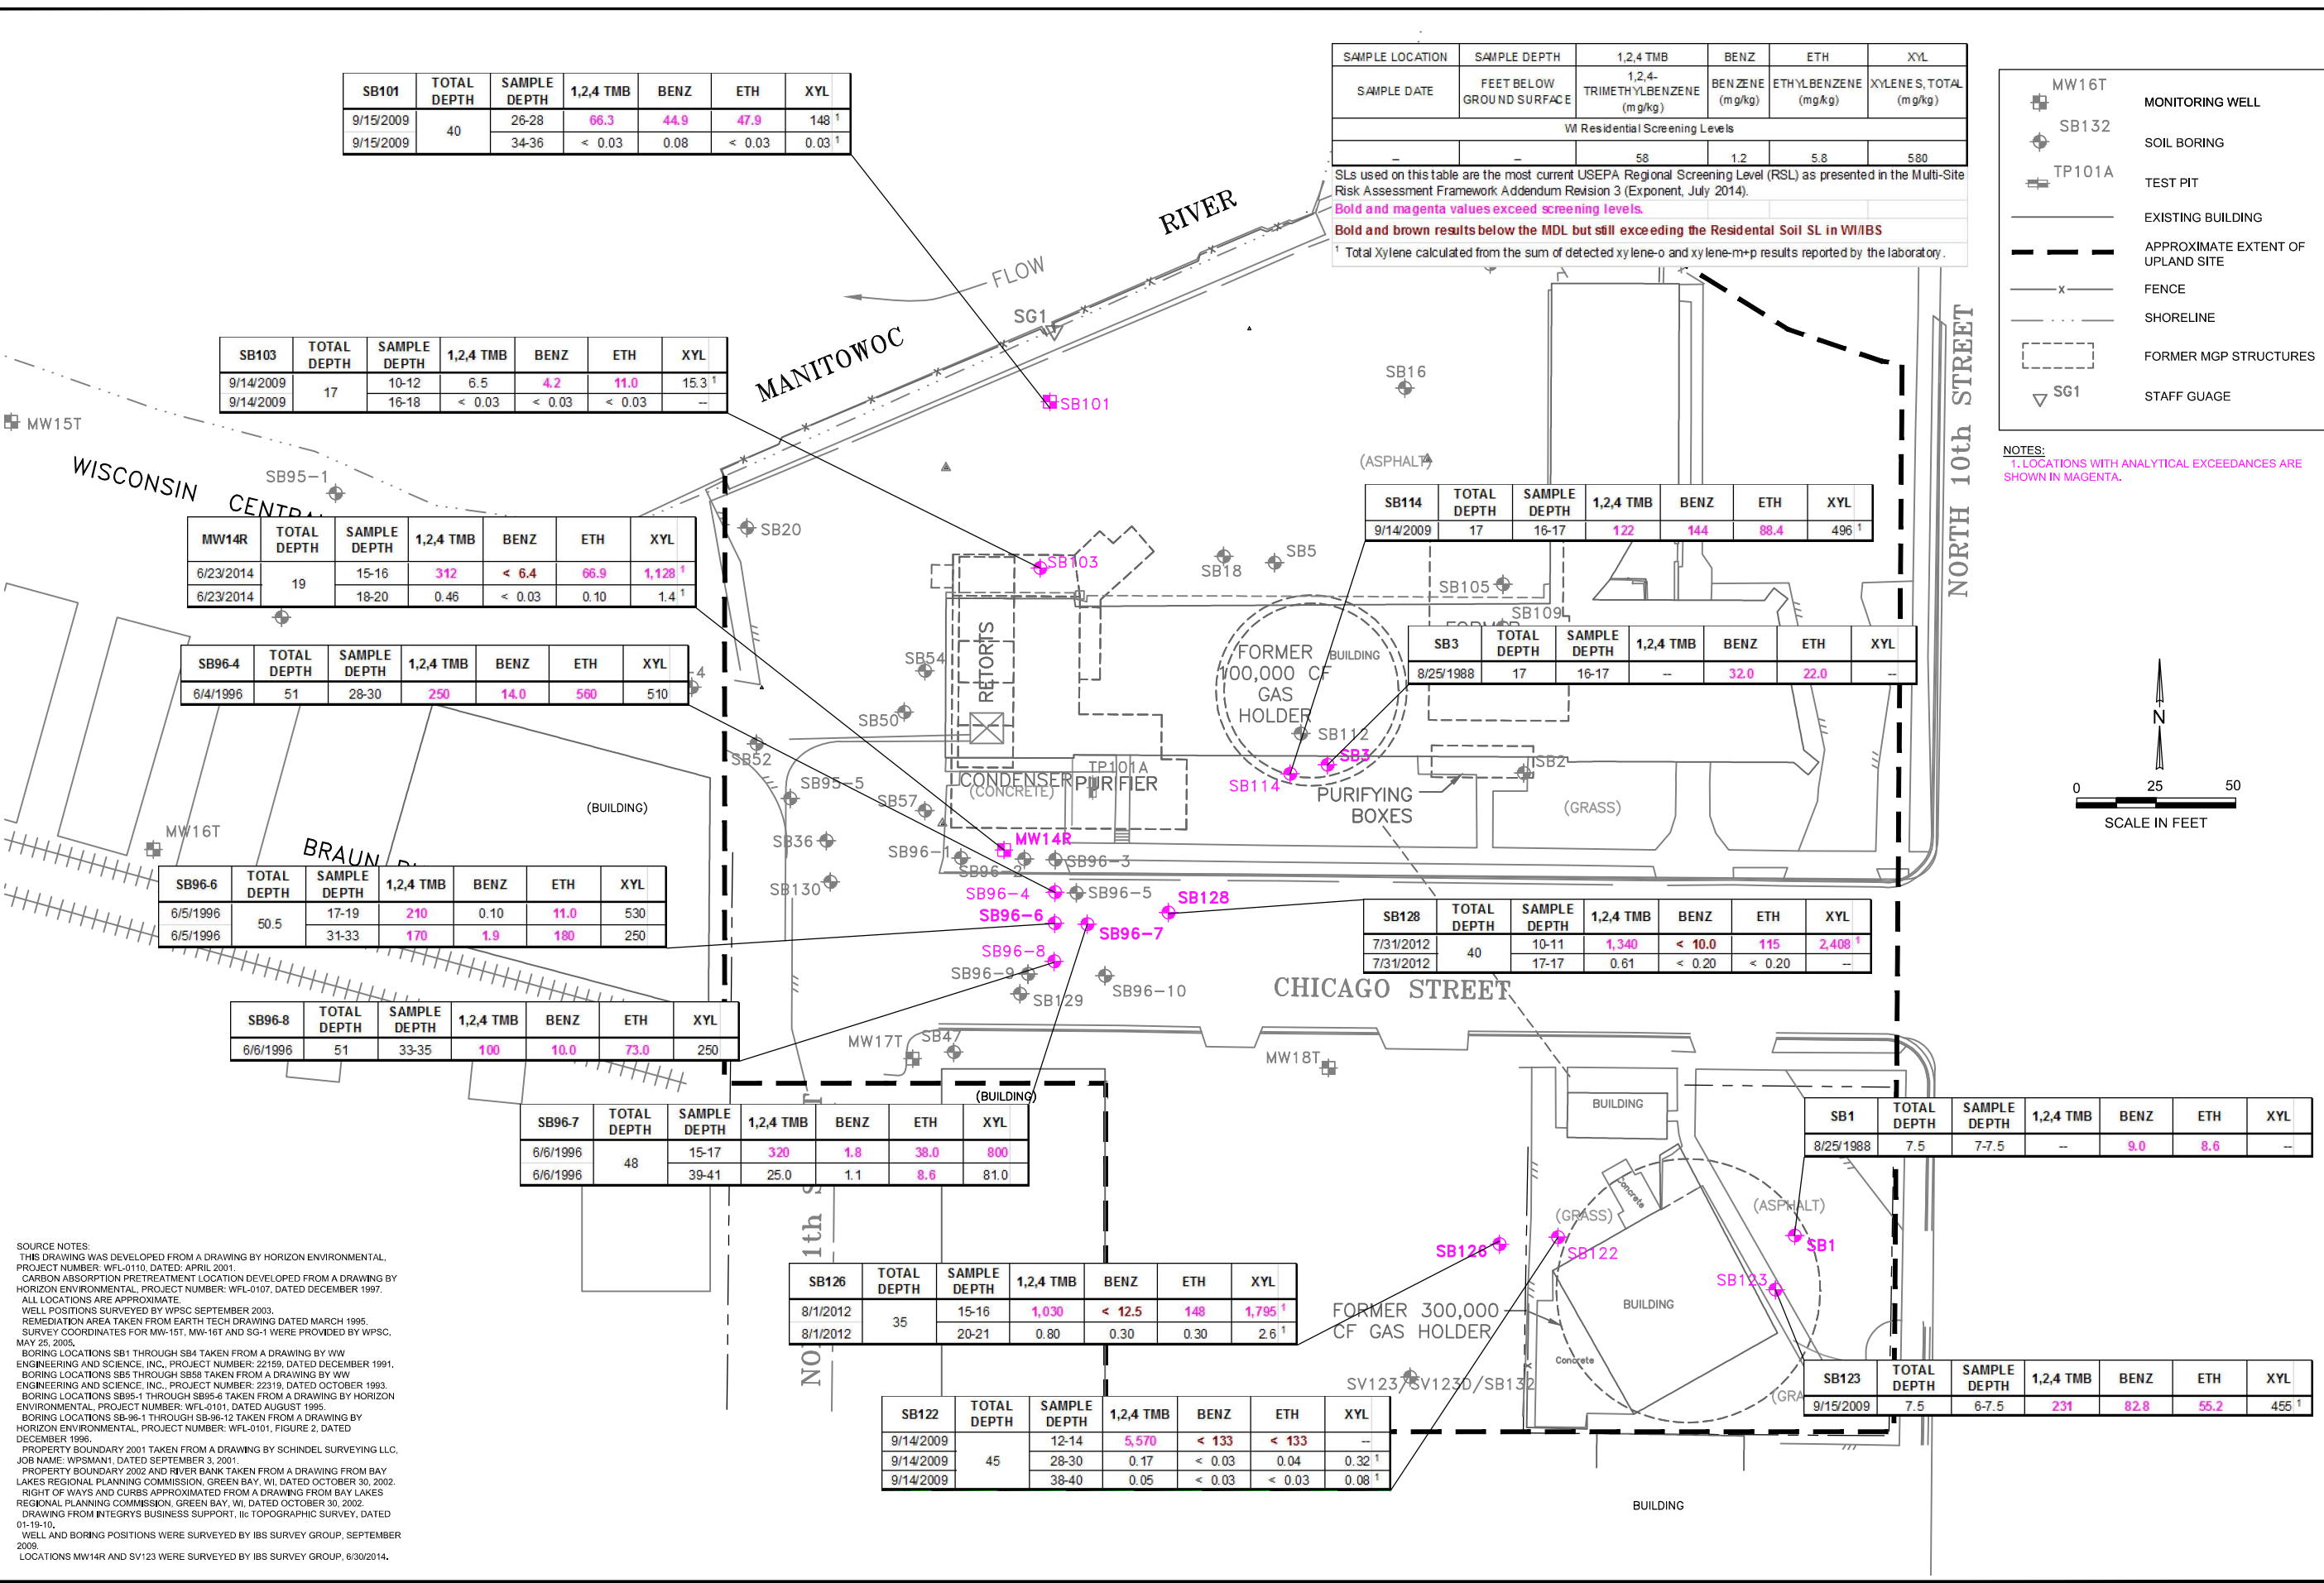 SB101 TOTAL DEPTH SAMPLE DEPTH 1,2,4 TMB BENZ ETH XYL
9/15/2009 40 26-28 66.3 44.9 47.9 148 1
9/15/2009 34-36 < 0.03 0.08 < 0.03 0.03 1
SAMPLE LOCATION SAMPLE DEPTH 1,2,4 TMB BENZ ETH XYL
SAMPLE DATE FEET BELOW GROUND SURFACE 1,2,4-TRIMETHYLBENZENE (mg/kg) BENZENE (mg/kg) ETHYLBENZENE (mg/kg) XYLENES, TOTAL (mg/kg)
WI Residential Screening Levels
– – 58 1.2 5.8 580
SLs used on this table are the most current USEPA Regional Screening Level (RSL) as presented in the Multi-Site
Risk Assessment Framework Addendum Revision 3 (Exponent, July 2014).
Bold and magenta values exceed screening levels.
Bold and brown results below the MDL but still exceeding the Residental Soil SL in WI/IBS
1 Total Xylene calculated from the sum of detected xylene-o and xylene-m+p results reported by the laboratory.
MW16T MONITORING WELL
SB132 SOIL BORING
TP101A TEST PIT
EXISTING BUILDING
APPROXIMATE EXTENT OF
UPLAND SITE
x FENCE
SHORELINE
FORMER MGP STRUCTURES
SG1 STAFF GUAGE
NOTES:
1. LOCATIONS WITH ANALYTICAL EXCEEDANCES ARE
SHOWN IN MAGENTA.
N
0 25 50
SCALE IN FEET
MANITOWOC RIVER
FLOW
SG1
SB101
SB16
NORTH 10th STREET
(ASPHALT)
SB103 TOTAL DEPTH SAMPLE DEPTH 1,2,4 TMB BENZ ETH XYL
9/14/2009 17 10-12 6.5 4.2 11.0 15.3 1
9/14/2009 16-18 < 0.03 < 0.03 < 0.03 --
MW15T
WISCONSIN
SB95-1
SB20
MW14R TOTAL DEPTH SAMPLE DEPTH 1,2,4 TMB BENZ ETH XYL
6/23/2014 19 15-16 312 < 6.4 66.9 1,128 1
6/23/2014 18-20 0.46 < 0.03 0.10 1.4 1
SB114 TOTAL DEPTH SAMPLE DEPTH 1,2,4 TMB BENZ ETH XYL
9/14/2009 17 16-17 122 144 88.4 496 1
SB103
SB18
SB5
SB105
SB109
SB96-4 TOTAL DEPTH SAMPLE DEPTH 1,2,4 TMB BENZ ETH XYL
6/4/1996 51 28-30 250 14.0 560 510
SB3 TOTAL DEPTH SAMPLE DEPTH 1,2,4 TMB BENZ ETH XYL
8/25/1988 17 16-17 -- 32.0 22.0 --
RETORTS
SB54
SB50
SB52
FORMER
100,000 CF
GAS
HOLDER
BUILDING
SB112
SB3
SB114
SB2
PURIFYING
BOXES
(GRASS)
TP101A
CONDENSER
(CONCRETE)
PURIFIER
SB95-5
SB57
SB36
SB130
(BUILDING)
MW16T
BRAUN
MW14R
SB96-1
SB96-2
SB96-3
SB96-4
SB96-5
SB96-6
SB96-7
SB128
SB96-8
SB96-9
SB96-10
SB129
SB96-6 TOTAL DEPTH SAMPLE DEPTH 1,2,4 TMB BENZ ETH XYL
6/5/1996 50.5 17-19 210 0.10 11.0 530
6/5/1996 31-33 170 1.9 180 250
SB128 TOTAL DEPTH SAMPLE DEPTH 1,2,4 TMB BENZ ETH XYL
7/31/2012 40 10-11 1,340 < 10.0 115 2,408 1
7/31/2012 17-17 0.61 < 0.20 < 0.20 --
CHICAGO STREET
SB96-8 TOTAL DEPTH SAMPLE DEPTH 1,2,4 TMB BENZ ETH XYL
6/6/1996 51 33-35 100 10.0 73.0 250
MW17T
SB47
MW18T
(BUILDING)
SB96-7 TOTAL DEPTH SAMPLE DEPTH 1,2,4 TMB BENZ ETH XYL
6/6/1996 48 15-17 320 1.8 38.0 800
6/6/1996 39-41 25.0 1.1 8.6 81.0
BUILDING
SB1 TOTAL DEPTH SAMPLE DEPTH 1,2,4 TMB BENZ ETH XYL
8/25/1988 7.5 7-7.5 -- 9.0 8.6 --
Concrete
(GRASS)
(ASPHALT)
SB126
SB122
SB1
SB123
BUILDING
FORMER 300,000
CF GAS HOLDER
Concrete
SV123/SV123D/SB132
SB126 TOTAL DEPTH SAMPLE DEPTH 1,2,4 TMB BENZ ETH XYL
8/1/2012 35 15-16 1,030 < 12.5 148 1,795 1
8/1/2012 20-21 0.80 0.30 0.30 2.6 1
SB123 TOTAL DEPTH SAMPLE DEPTH 1,2,4 TMB BENZ ETH XYL
9/15/2009 7.5 6-7.5 231 82.8 55.2 455 1
SB122 TOTAL DEPTH SAMPLE DEPTH 1,2,4 TMB BENZ ETH XYL
9/14/2009 45 12-14 5,570 < 133 < 133 --
9/14/2009 28-30 0.17 < 0.03 0.04 0.32 1
9/14/2009 38-40 0.05 < 0.03 < 0.03 0.08 1
BUILDING
SOURCE NOTES:
THIS DRAWING WAS DEVELOPED FROM A DRAWING BY HORIZON ENVIRONMENTAL,
PROJECT NUMBER: WFL-0110, DATED: APRIL 2001.
CARBON ABSORPTION PRETREATMENT LOCATION DEVELOPED FROM A DRAWING BY
HORIZON ENVIRONMENTAL, PROJECT NUMBER: WFL-0107, DATED DECEMBER 1997.
ALL LOCATIONS ARE APPROXIMATE.
WELL POSITIONS SURVEYED BY WPSC SEPTEMBER 2003.
REMEDIATION AREA TAKEN FROM EARTH TECH DRAWING DATED MARCH 1995.
SURVEY COORDINATES FOR MW-15T, MW-16T AND SG-1 WERE PROVIDED BY WPSC,
MAY 25, 2005.
BORING LOCATIONS SB1 THROUGH SB4 TAKEN FROM A DRAWING BY WW
ENGINEERING AND SCIENCE, INC., PROJECT NUMBER: 22159, DATED DECEMBER 1991.
BORING LOCATIONS SB5 THROUGH SB58 TAKEN FROM A DRAWING BY WW
ENGINEERING AND SCIENCE, INC., PROJECT NUMBER: 22319, DATED OCTOBER 1993.
BORING LOCATIONS SB95-1 THROUGH SB95-6 TAKEN FROM A DRAWING BY HORIZON
ENVIRONMENTAL, PROJECT NUMBER: WFL-0101, DATED AUGUST 1995.
BORING LOCATIONS SB-96-1 THROUGH SB-96-12 TAKEN FROM A DRAWING BY
HORIZON ENVIRONMENTAL, PROJECT NUMBER: WFL-0101, FIGURE 2, DATED
DECEMBER 1996.
PROPERTY BOUNDARY 2001 TAKEN FROM A DRAWING BY SCHINDEL SURVEYING LLC,
JOB NAME: WPSMAN1, DATED SEPTEMBER 3, 2001.
PROPERTY BOUNDARY 2002 AND RIVER BANK TAKEN FROM A DRAWING FROM BAY
LAKES REGIONAL PLANNING COMMISSION, GREEN BAY, WI, DATED OCTOBER 30, 2002.
RIGHT OF WAYS AND CURBS APPROXIMATED FROM A DRAWING FROM BAY LAKES
REGIONAL PLANNING COMMISSION, GREEN BAY, WI, DATED OCTOBER 30, 2002.
DRAWING FROM INTEGRYS BUSINESS SUPPORT, llc TOPOGRAPHIC SURVEY, DATED
01-19-10.
WELL AND BORING POSITIONS WERE SURVEYED BY IBS SURVEY GROUP, SEPTEMBER
2009.
LOCATIONS MW14R AND SV123 WERE SURVEYED BY IBS SURVEY GROUP, 6/30/2014.